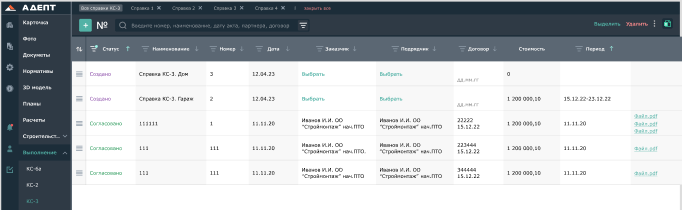 АДЕПТ
Карточка
Фото
Документы
Нормативы
3D модель
Планы
Расчеты
Строительст...
Выполнение
КС-6а
КС-2
КС-3
Все справки КС-3 Справка 1 × Справка 2 × Справка 3 × Справка 4 × закрыть все
+ № Введите номер, наименование, дату акта, партнера, договор Выделить Удалить
Статус ↑ Наименование Номер Дата Заказчик Подрядчик Договор Стоимость Период ↑
Создано Справка КС-3. Дом 3 12.04.23 Выбрать Выбрать дд.мм.гг 0
Создано Справка КС-3. Гараж 2 12.04.23 Выбрать Выбрать дд.мм.гг 1 200 000,10 15.12.22-23.12.22
Согласовано 111111 1 11.11.20 Иванов И.И. ОО "Строймонтаж" нач.ПТО Иванов И.И. ОО "Строймонтаж" нач.ПТО 22222 15.12.22 1 200 000,10 11.11.20 Файл.pdf Файл.pdf Файл.pdf
Согласовано 111 111 11.11.20 Иванов И.И. ОО "Строймонтаж" нач.ПТО. Иванов И.И. ОО "Строймонтаж" нач.ПТО 223444 15.12.22 1 200 000,10 11.11.20 Файл.pdf
Согласовано 111 111 11.11.20 Иванов И.И. ОО "Строймонтаж" нач.ПТО Иванов И.И. ОО "Строймонтаж" нач.ПТО 344444 15.12.22 1 200 000,10 11.11.20 Файл.pdf